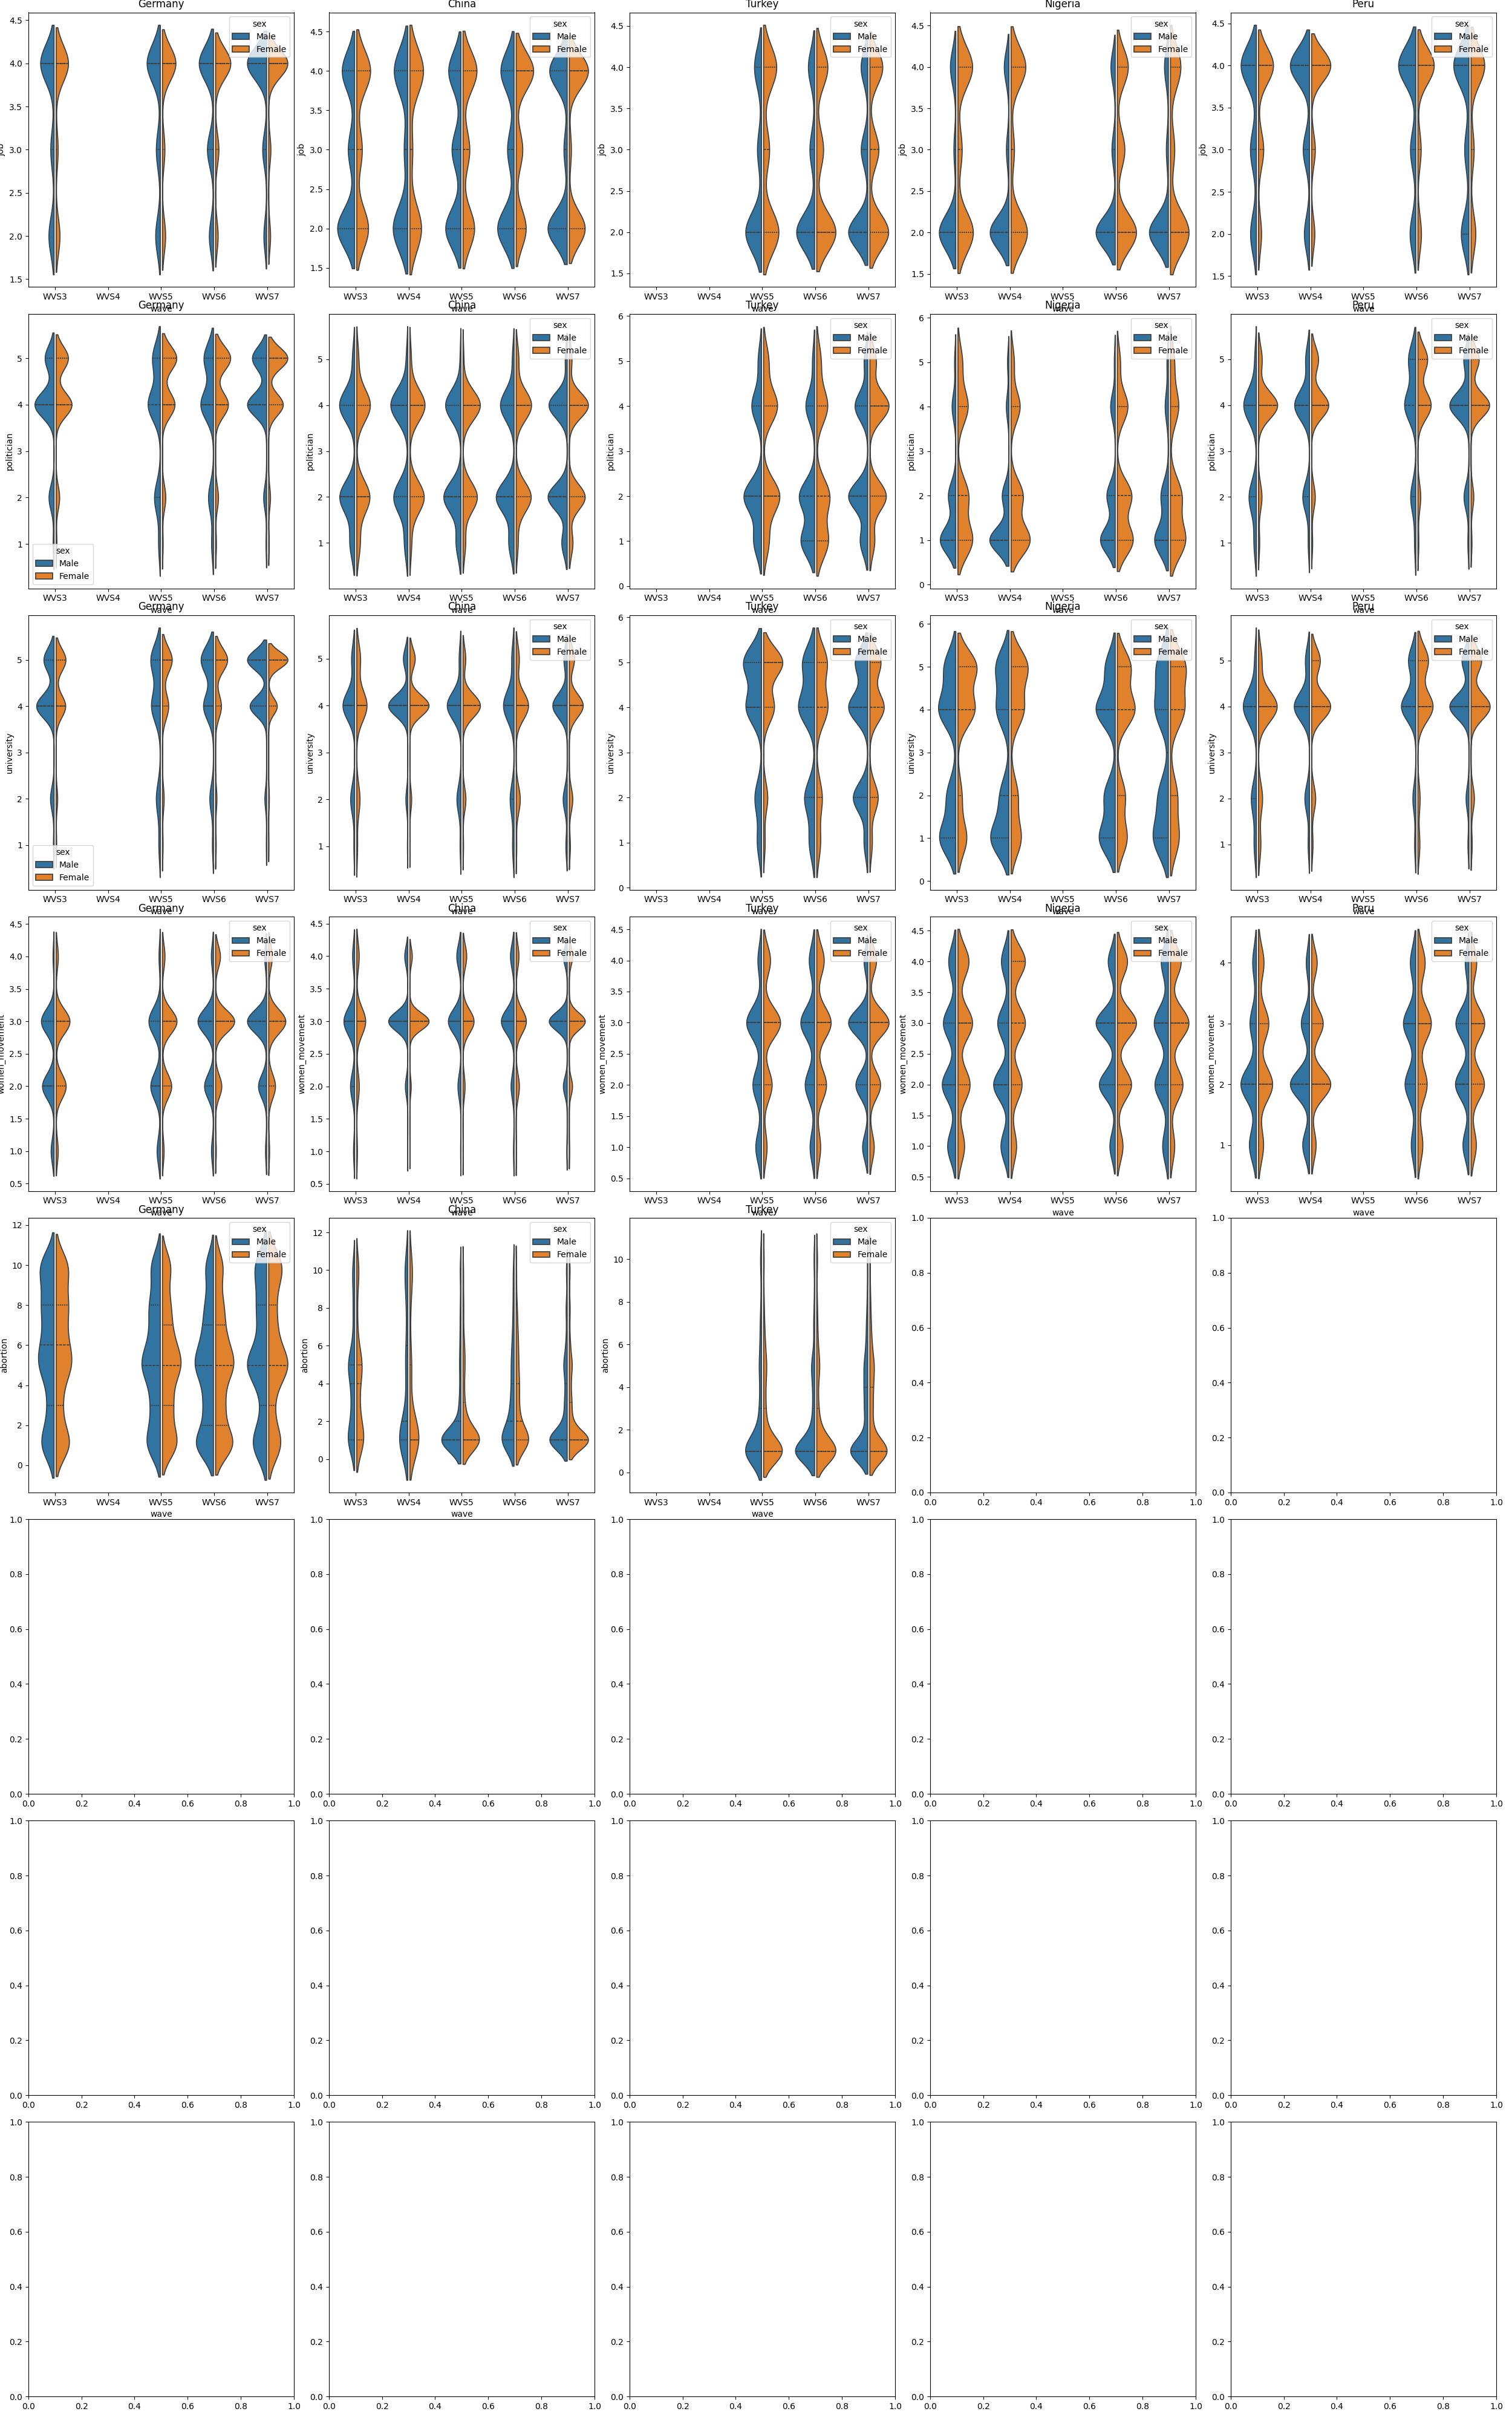 Germany China Turkey Nigeria Peru
sex sex sex sex sex
Male Male Male Male Male
Female Female Female Female Female
job job job job job
4.5 4.0 3.5 3.0 2.5 2.0 1.5
4.5 4.0 3.5 3.0 2.5 2.0 1.5
4.5 4.0 3.5 3.0 2.5 2.0 1.5
4.5 4.0 3.5 3.0 2.5 2.0 1.5
4.5 4.0 3.5 3.0 2.5 2.0 1.5
WVS3 WVS4 WVS5 WVS6 WVS7 WVS3 WVS4 WVS5 WVS6 WVS7 WVS3 WVS4 WVS5 WVS6 WVS7 WVS3 WVS4 WVS5 WVS6 WVS7 WVS3 WVS4 WVS5 WVS6 WVS7
wave wave wave wave wave
Germany China Turkey Nigeria Peru
sex sex sex sex sex
Male Male Male Male Male
Female Female Female Female Female
politician politician politician politician politician
5 4 3 2 1
5 4 3 2 1
6 5 4 3 2 1 0
6 5 4 3 2 1 0
5 4 3 2 1
WVS3 WVS4 WVS5 WVS6 WVS7 WVS3 WVS4 WVS5 WVS6 WVS7 WVS3 WVS4 WVS5 WVS6 WVS7 WVS3 WVS4 WVS5 WVS6 WVS7 WVS3 WVS4 WVS5 WVS6 WVS7
wave wave wave wave wave
Germany China Turkey Nigeria Peru
sex sex sex sex sex
Male Male Male Male Male
Female Female Female Female Female
university university university university university
5 4 3 2 1
5 4 3 2 1
6 5 4 3 2 1 0
6 5 4 3 2 1 0
5 4 3 2 1
WVS3 WVS4 WVS5 WVS6 WVS7 WVS3 WVS4 WVS5 WVS6 WVS7 WVS3 WVS4 WVS5 WVS6 WVS7 WVS3 WVS4 WVS5 WVS6 WVS7 WVS3 WVS4 WVS5 WVS6 WVS7
wave wave wave wave wave
Germany China Turkey Nigeria Peru
sex sex sex sex sex
Male Male Male Male Male
Female Female Female Female Female
women_movement women_movement women_movement women_movement women_movement
4.5 4.0 3.5 3.0 2.5 2.0 1.5 1.0 0.5
4.5 4.0 3.5 3.0 2.5 2.0 1.5 1.0 0.5
4.5 4.0 3.5 3.0 2.5 2.0 1.5 1.0 0.5
4.5 4.0 3.5 3.0 2.5 2.0 1.5 1.0 0.5
4 3 2 1
WVS3 WVS4 WVS5 WVS6 WVS7 WVS3 WVS4 WVS5 WVS6 WVS7 WVS3 WVS4 WVS5 WVS6 WVS7 WVS3 WVS4 WVS5 WVS6 WVS7 WVS3 WVS4 WVS5 WVS6 WVS7
wave wave wave wave wave
Germany China Turkey
sex sex sex
Male Male Male
Female Female Female
abortion abortion abortion
12 10 8 6 4 2 0
12 10 8 6 4 2 0
10 8 6 4 2 0
1.0 0.8 0.6 0.4 0.2 0.0
1.0 0.8 0.6 0.4 0.2 0.0
WVS3 WVS4 WVS5 WVS6 WVS7 WVS3 WVS4 WVS5 WVS6 WVS7 WVS3 WVS4 WVS5 WVS6 WVS7 0.0 0.2 0.4 0.6 0.8 1.0 0.0 0.2 0.4 0.6 0.8 1.0
wave wave wave
1.0 0.8 0.6 0.4 0.2 0.0
1.0 0.8 0.6 0.4 0.2 0.0
1.0 0.8 0.6 0.4 0.2 0.0
1.0 0.8 0.6 0.4 0.2 0.0
1.0 0.8 0.6 0.4 0.2 0.0
0.0 0.2 0.4 0.6 0.8 1.0 0.0 0.2 0.4 0.6 0.8 1.0 0.0 0.2 0.4 0.6 0.8 1.0 0.0 0.2 0.4 0.6 0.8 1.0 0.0 0.2 0.4 0.6 0.8 1.0
1.0 0.8 0.6 0.4 0.2 0.0
1.0 0.8 0.6 0.4 0.2 0.0
1.0 0.8 0.6 0.4 0.2 0.0
1.0 0.8 0.6 0.4 0.2 0.0
1.0 0.8 0.6 0.4 0.2 0.0
0.0 0.2 0.4 0.6 0.8 1.0 0.0 0.2 0.4 0.6 0.8 1.0 0.0 0.2 0.4 0.6 0.8 1.0 0.0 0.2 0.4 0.6 0.8 1.0 0.0 0.2 0.4 0.6 0.8 1.0
1.0 0.8 0.6 0.4 0.2 0.0
1.0 0.8 0.6 0.4 0.2 0.0
1.0 0.8 0.6 0.4 0.2 0.0
1.0 0.8 0.6 0.4 0.2 0.0
1.0 0.8 0.6 0.4 0.2 0.0
0.0 0.2 0.4 0.6 0.8 1.0 0.0 0.2 0.4 0.6 0.8 1.0 0.0 0.2 0.4 0.6 0.8 1.0 0.0 0.2 0.4 0.6 0.8 1.0 0.0 0.2 0.4 0.6 0.8 1.0